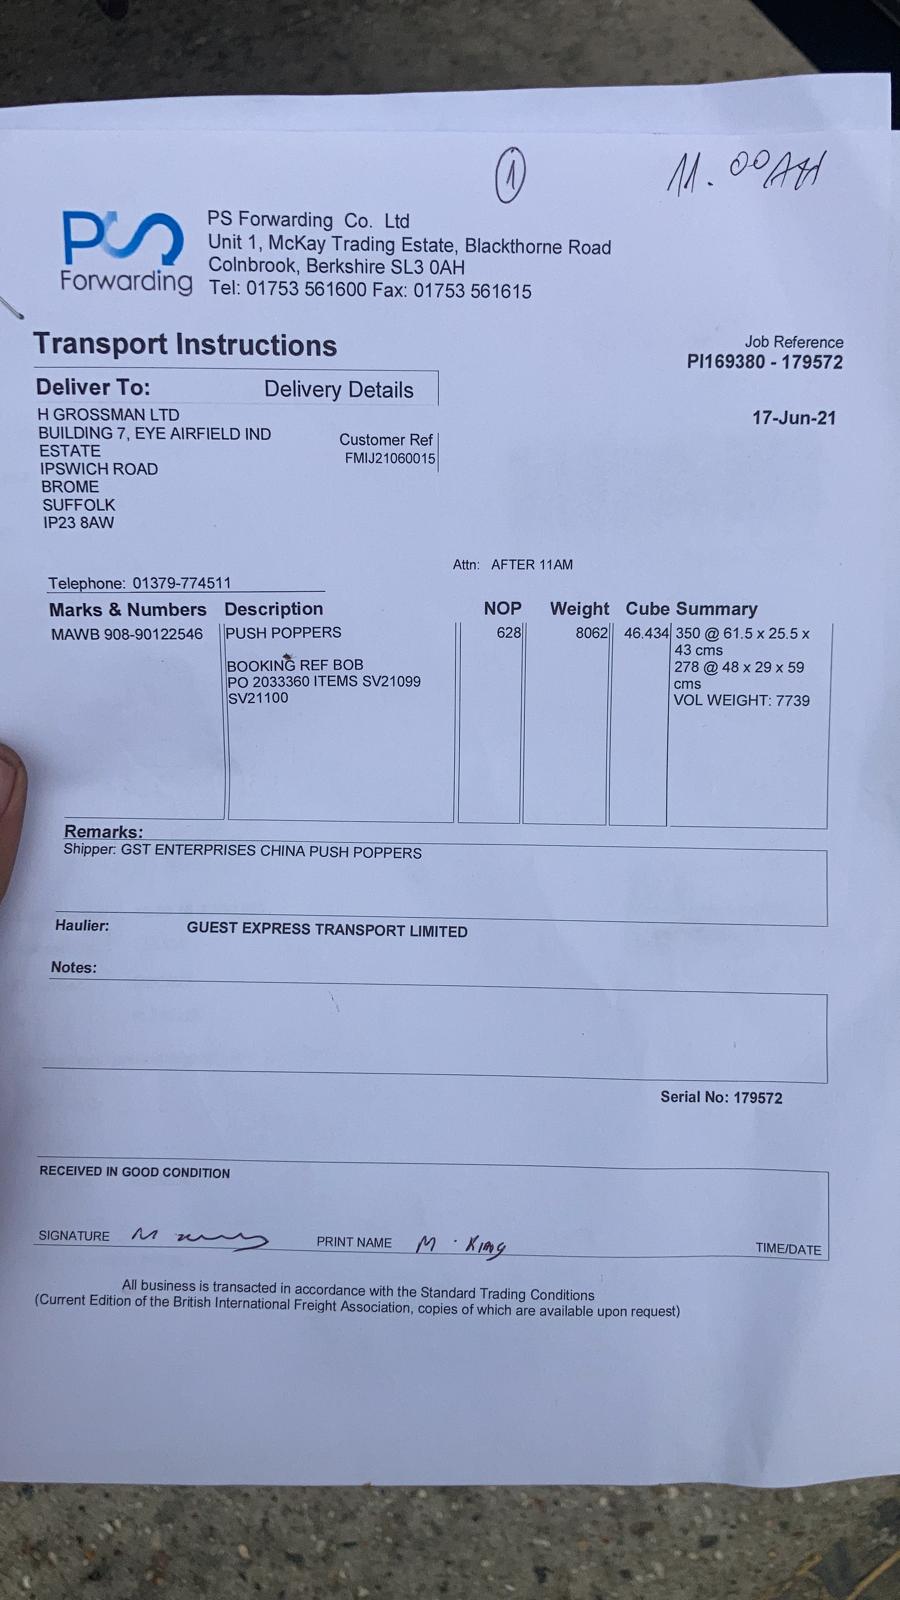 1
11.00AM
PS
Forwarding
PS Forwarding Co. Ltd
Unit 1, McKay Trading Estate, Blackthorne Road
Colnbrook, Berkshire SL3 0AH
Tel: 01753 561600 Fax: 01753 561615
Transport Instructions
Job Reference
PI169380 - 179572
Deliver To: Delivery Details
17-Jun-21
H GROSSMAN LTD
BUILDING 7, EYE AIRFIELD IND
ESTATE
IPSWICH ROAD
BROME
SUFFOLK
IP23 8AW
Customer Ref
FMIJ21060015
Attn: AFTER 11AM
Telephone: 01379-774511
Marks & Numbers Description NOP Weight Cube Summary
MAWB 908-90122546 PUSH POPPERS 628 8062 46.434 350 @ 61.5 x 25.5 x
43 cms
BOOKING REF BOB 278 @ 48 x 29 x 59
PO 2033360 ITEMS SV21099 cms
SV21100 VOL WEIGHT: 7739
Remarks:
Shipper: GST ENTERPRISES CHINA PUSH POPPERS
Haulier: GUEST EXPRESS TRANSPORT LIMITED
Notes:
Serial No: 179572
RECEIVED IN GOOD CONDITION
SIGNATURE PRINT NAME M. King TIME/DATE
All business is transacted in accordance with the Standard Trading Conditions
(Current Edition of the British International Freight Association, copies of which are available upon request)